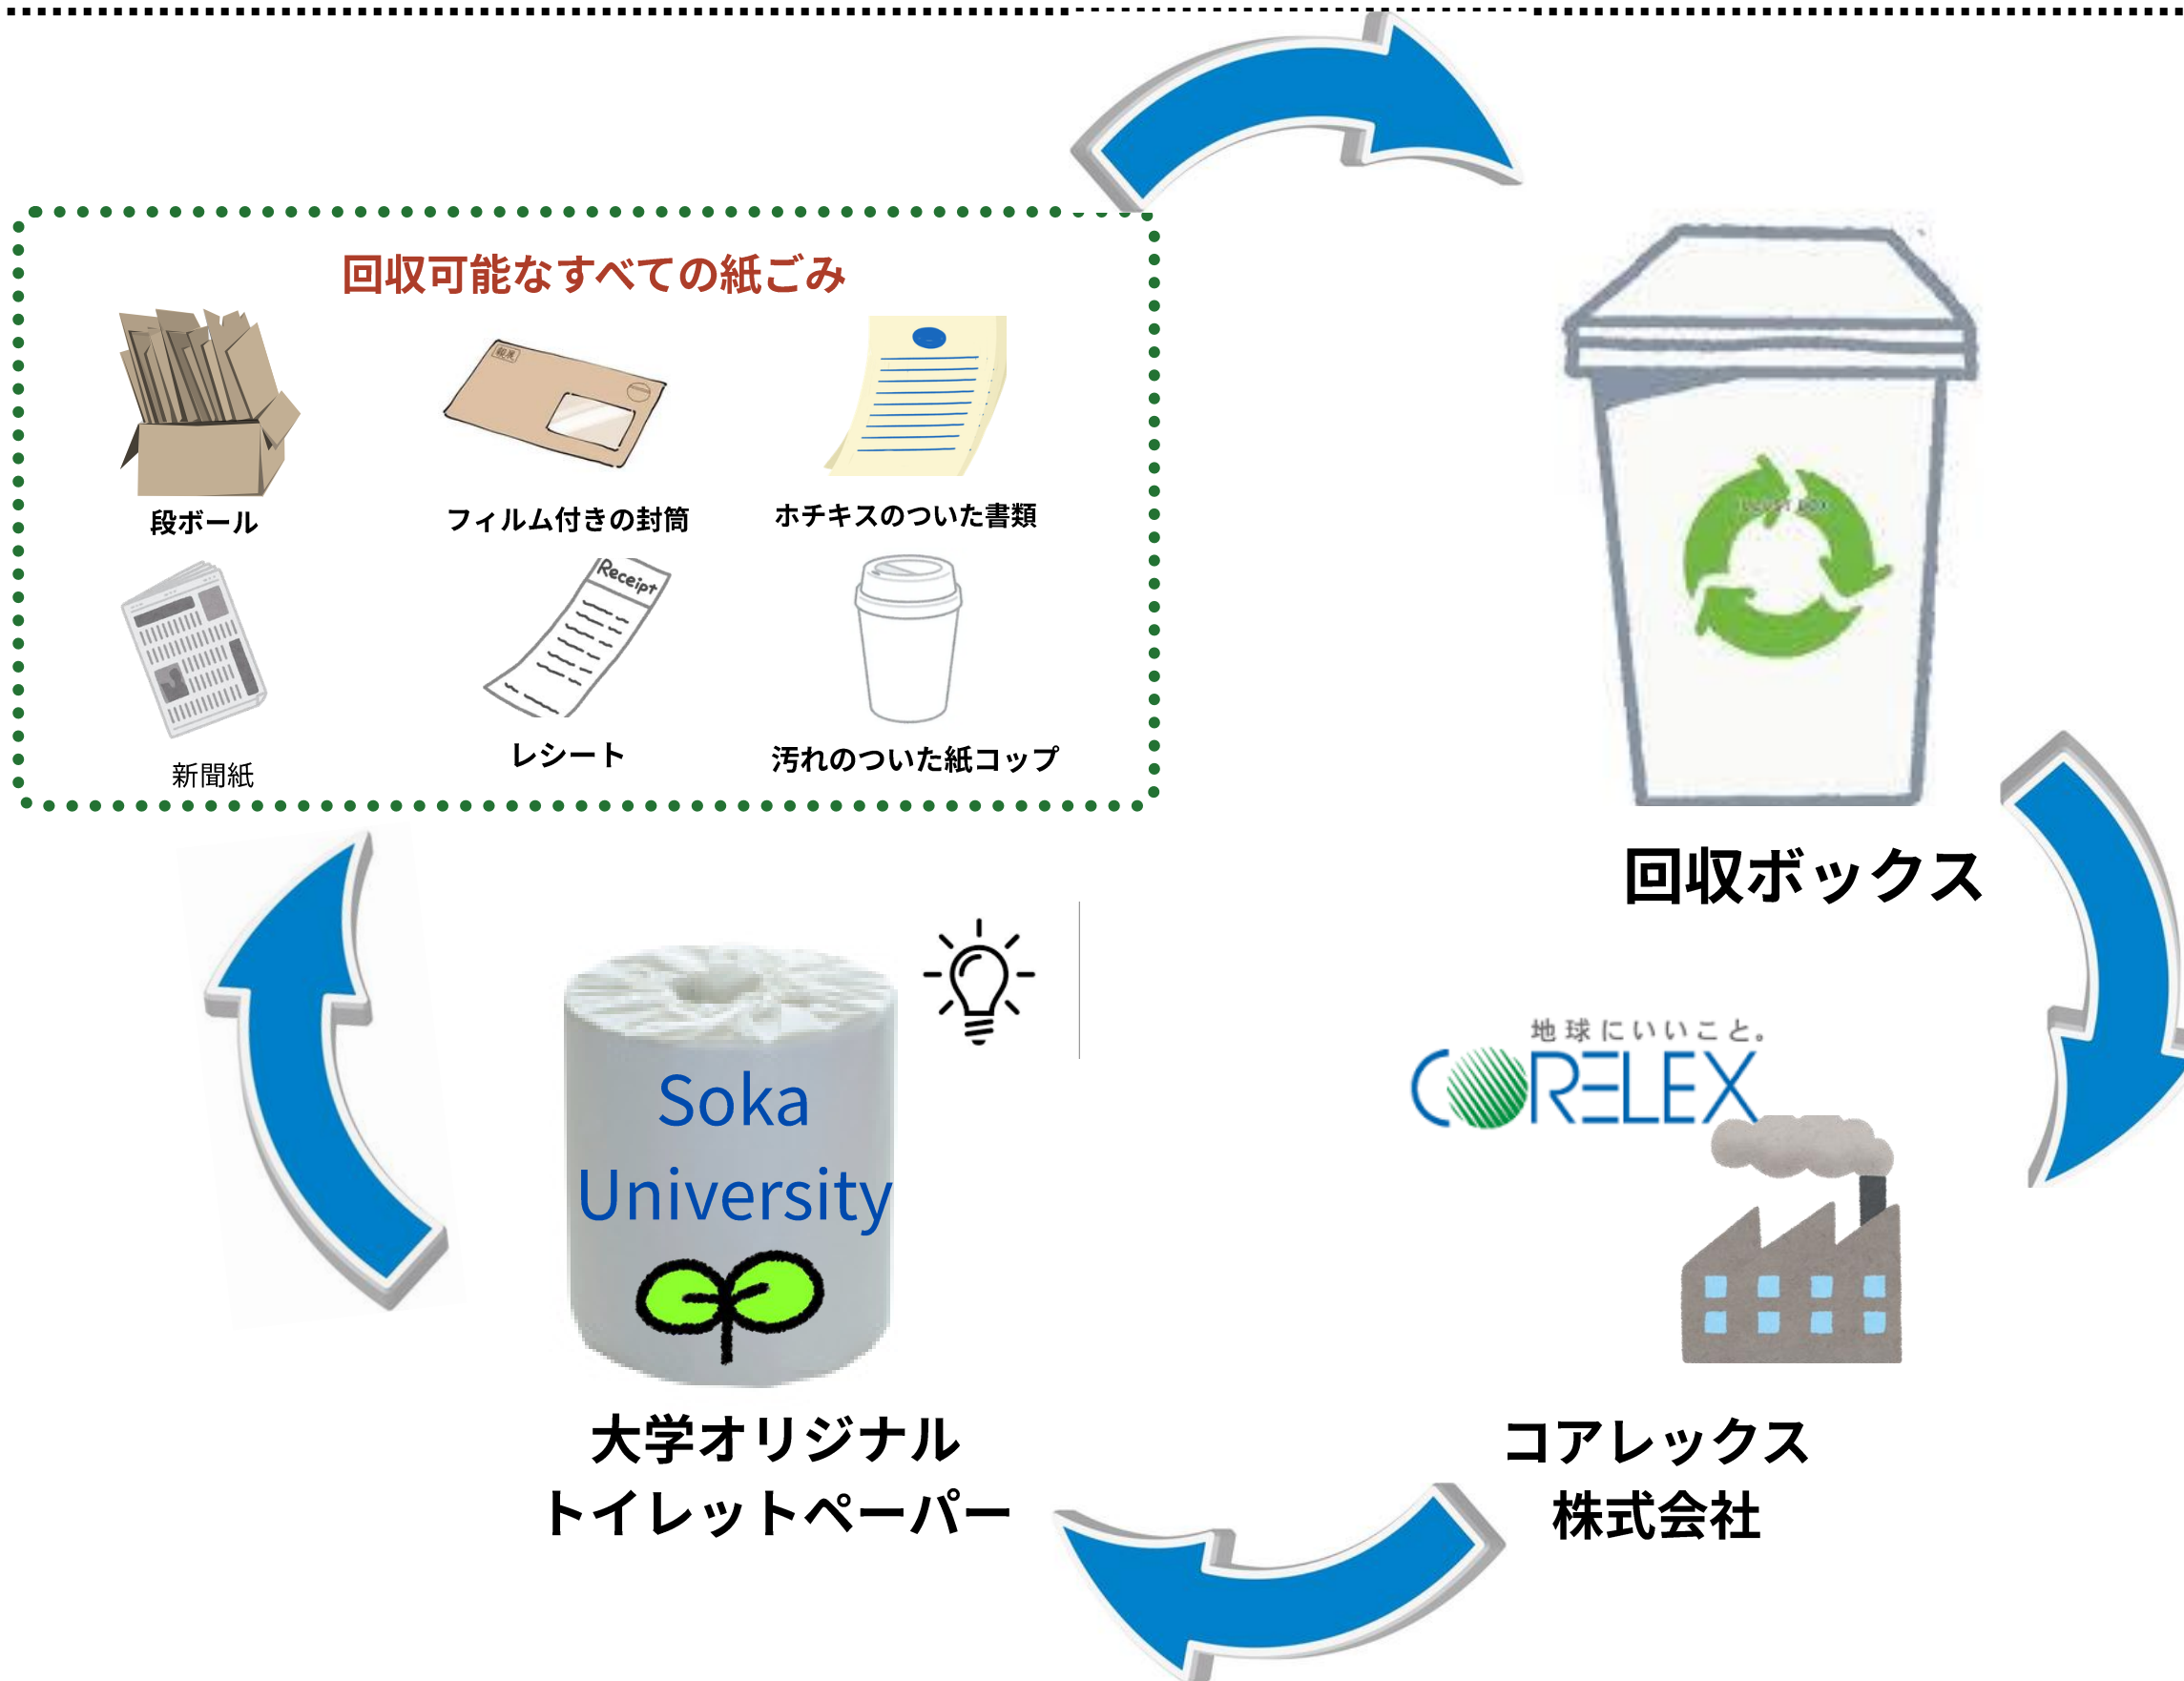 回収可能なすべての紙ごみ
段ボール
フィルム付きの封筒
ホチキスのついた書類
Receipt
新聞紙
レシート
汚れのついた紙コップ
回収ボックス
地球にいいこと。
CORELEX
Soka
University
大学オリジナル
トイレットペーパー
コアレックス
株式会社